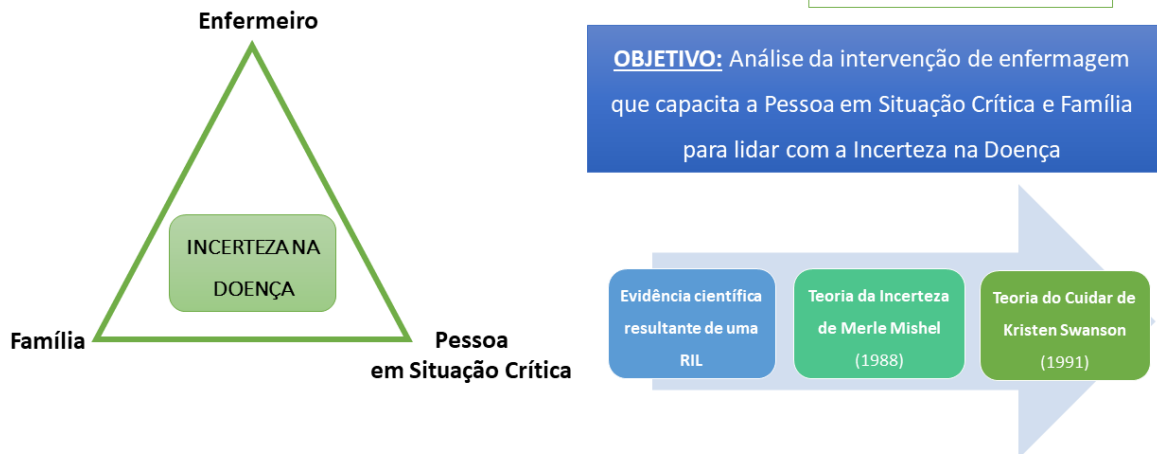 Enfermeiro
INCERTEZA NA
DOENÇA
Família
Pessoa
em Situação Crítica
OBJETIVO: Análise da intervenção de enfermagem
que capacita a Pessoa em Situação Crítica e Família
para lidar com a Incerteza na Doença
Evidência científica
resultante de uma
RIL
Teoria da Incerteza
de Merle Mishel
(1988)
Teoria do Cuidar de
Kristen Swanson
(1991)